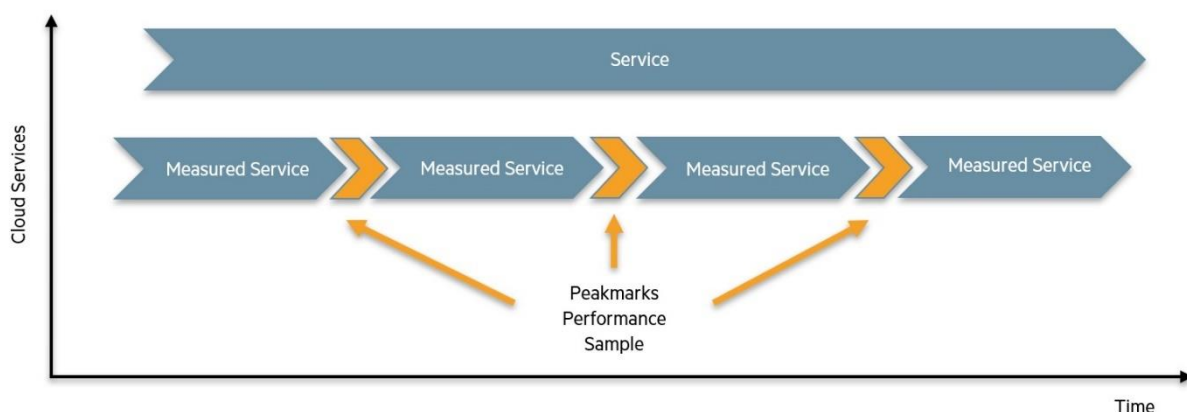 Service
Cloud Services
Measured Service
Measured Service
Measured Service
Measured Service
Peakmarks
Performance
Sample
Time